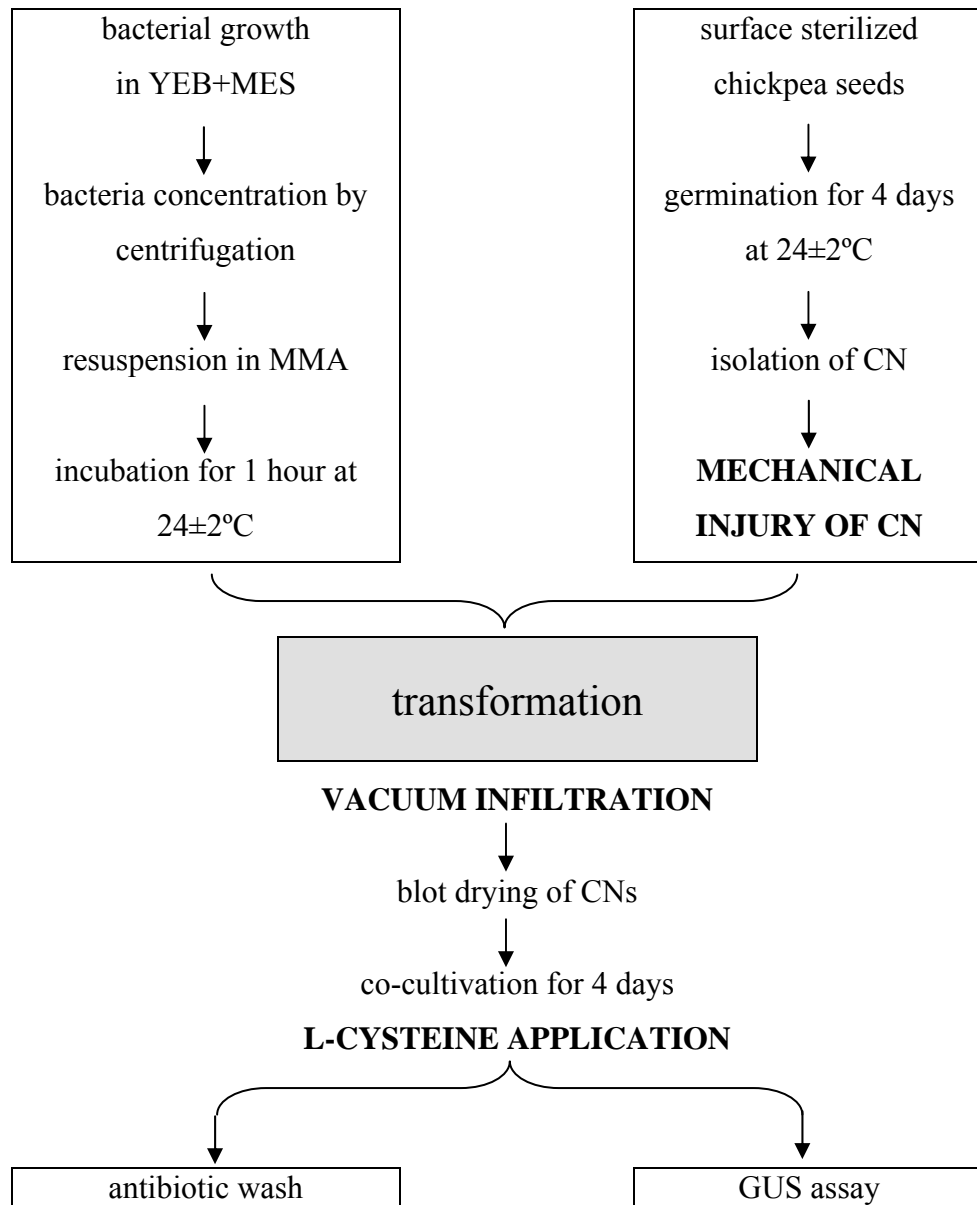 bacterial growth
in YEB+MES
bacteria concentration by
centrifugation
resuspension in MMA
incubation for 1 hour at
24±2ºC
surface sterilized
chickpea seeds
germination for 4 days
at 24±2ºC
isolation of CN
MECHANICAL
INJURY OF CN
transformation
VACUUM INFILTRATION
blot drying of CNs
co-cultivation for 4 days
L-CYSTEINE APPLICATION
antibiotic wash
GUS assay